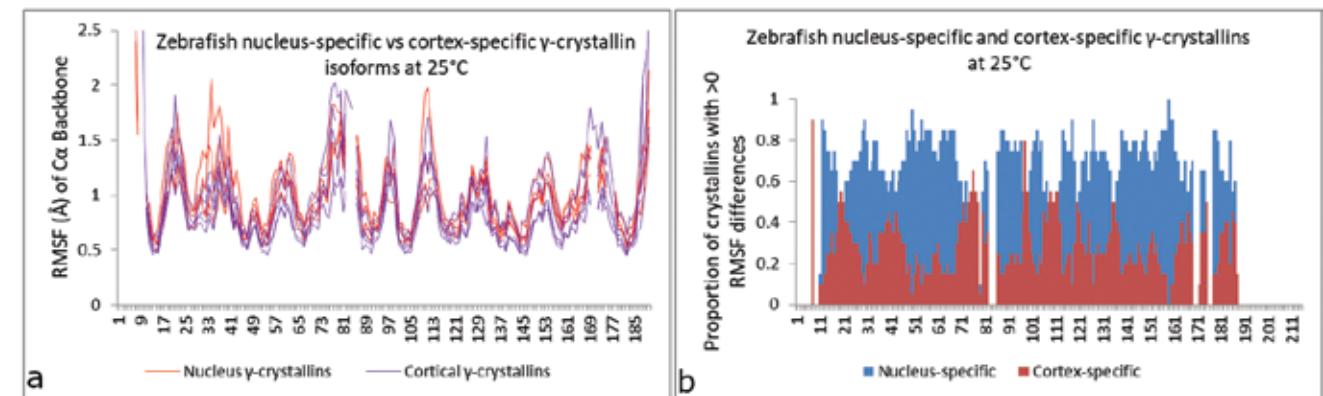 Zebrafish nucleus-specific vs cortex-specific γ-crystallin
isoforms at 25°C
RMSF (Å) of Cα Backbone
2.5
2
1.5
1
0.5
0
1 9 17 25 33 41 49 57 65 73 81 89 97 105 113 121 129 137 145 153 161 169 177 185
Nucleus γ-crystallins Cortical γ-crystallins
a
Zebrafish nucleus-specific and cortex-specific γ-crystallins
at 25°C
Proportion of crystallins with >0
RMSF differences
1
0.8
0.6
0.4
0.2
0
1 11 21 31 41 51 61 71 81 91 101 111 121 131 141 151 161 171 181 191 201 211
Nucleus-specific Cortex-specific
b